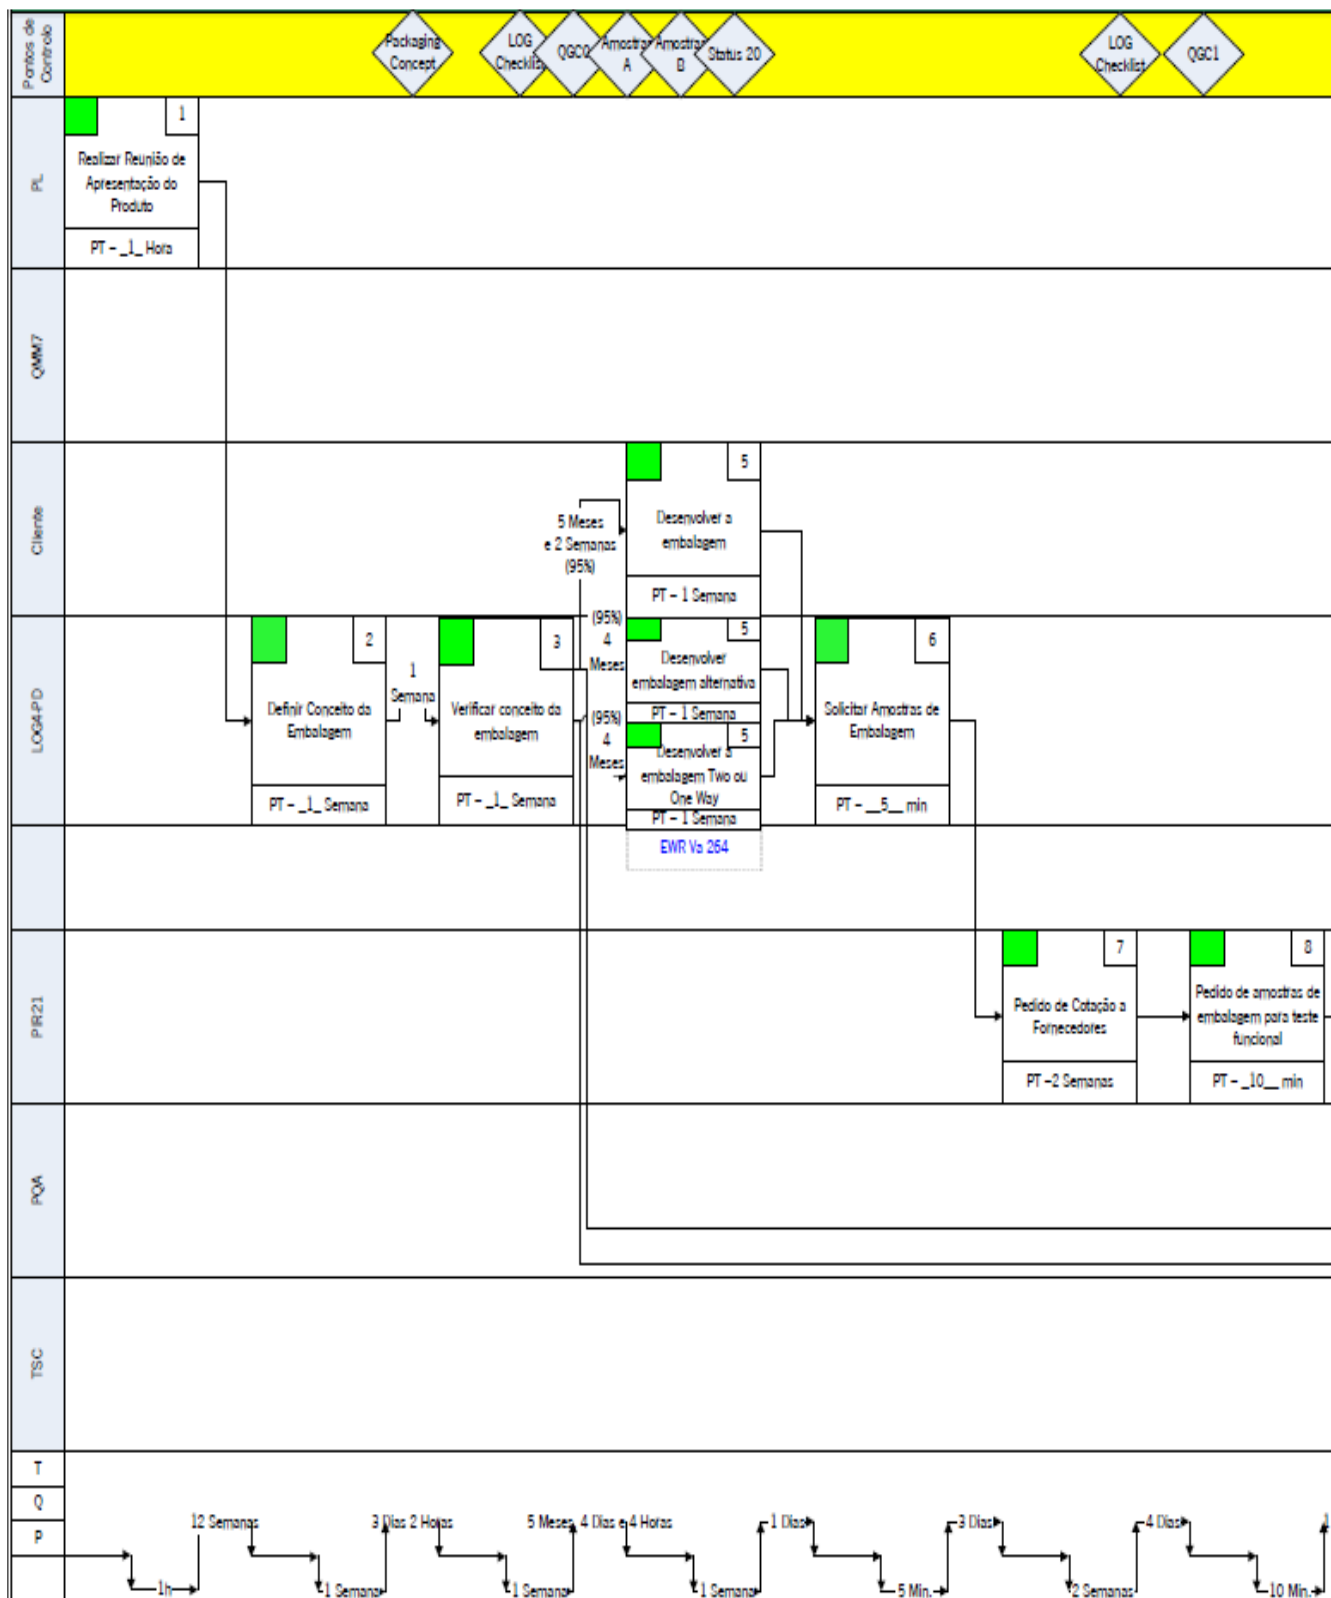 Pontos de
Controlo
Packaging
Concept
LOG
Checklist
QGC0
Amostra
A
Amostra
B
Status 20
LOG
Checklist
QGC1
PL
1
Realizar Reunião de
Apresentação do
Produto
PT – _1_ Hora
QMM7
Cliente
5
Desenvolver a
embalagem
PT – 1 Semana
5 Meses
e 2 Semanas
(95%)
LOG4-PD
2
Definir Conceito da
Embalagem
PT – _1_ Semana
1
Semana
3
Verificar conceito da
embalagem
PT – _1_ Semana
(95%)
4
Meses
5
Desenvolver
embalagem alternativa
PT – 1 Semana
(95%)
4
Meses
5
Desenvolver a
embalagem Two ou
One Way
PT – 1 Semana
EWR Va 264
6
Solicitar Amostras de
Embalagem
PT – __5__ min
PIR21
7
Pedido de Cotação a
Fornecedores
PT –2 Semanas
8
Pedido de amostras de
embalagem para teste
funcional
PT – _10__ min
PQA
TSC
T
Q
P
12 Semanas
3 Dias 2 Horas
5 Meses 4 Dias e 4 Horas
1 Dias
3 Dias
4 Dias
1
1h
1 Semana
1 Semana
1 Semana
5 Min.
2 Semanas
10 Min.